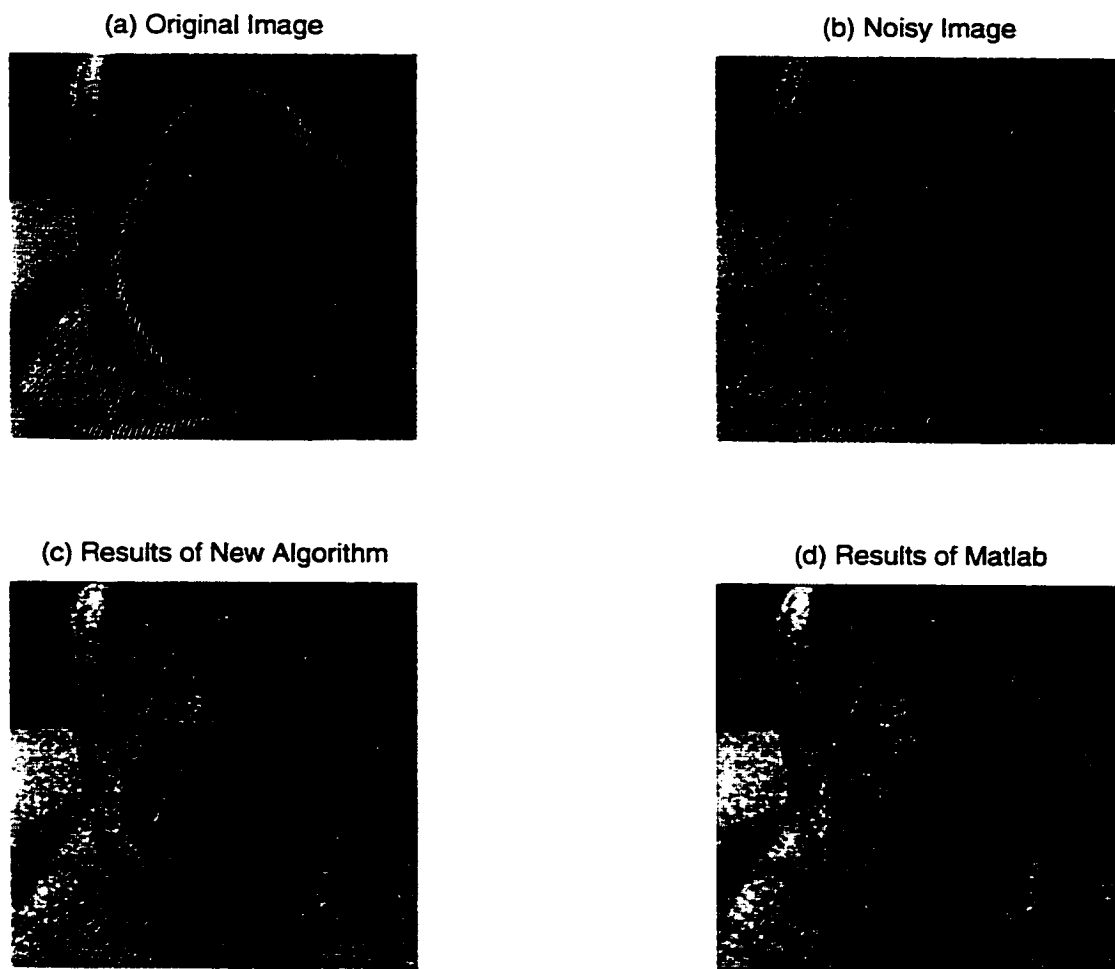 (a) Original Image
(b) Noisy Image
(c) Results of New Algorithm
(d) Results of Matlab